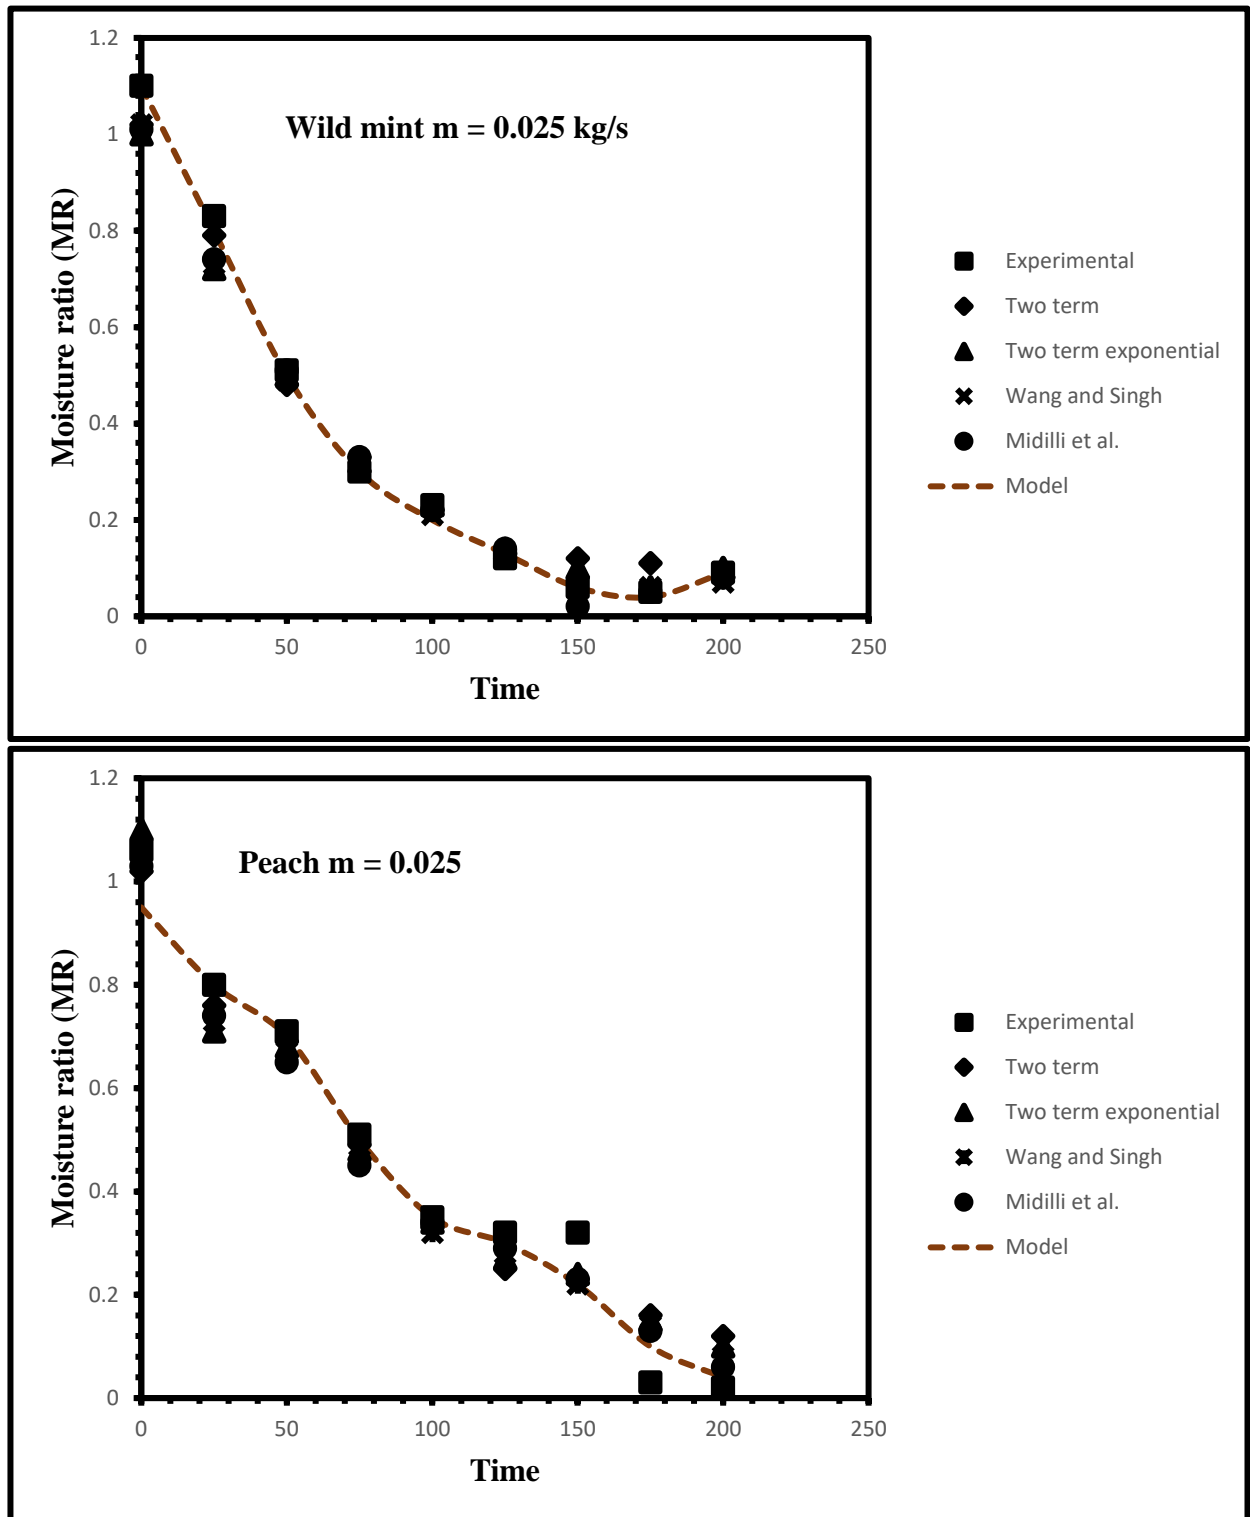 1.2
1
0.8
0.6
0.4
0.2
0
0
50
100
150
200
250
Moisture ratio (MR)
Time
Wild mint m = 0.025 kg/s
Experimental
Two term
Two term exponential
Wang and Singh
Midilli et al.
Model
1.2
1
0.8
0.6
0.4
0.2
0
0
50
100
150
200
250
Moisture ratio (MR)
Time
Peach m = 0.025
Experimental
Two term
Two term exponential
Wang and Singh
Midilli et al.
Model